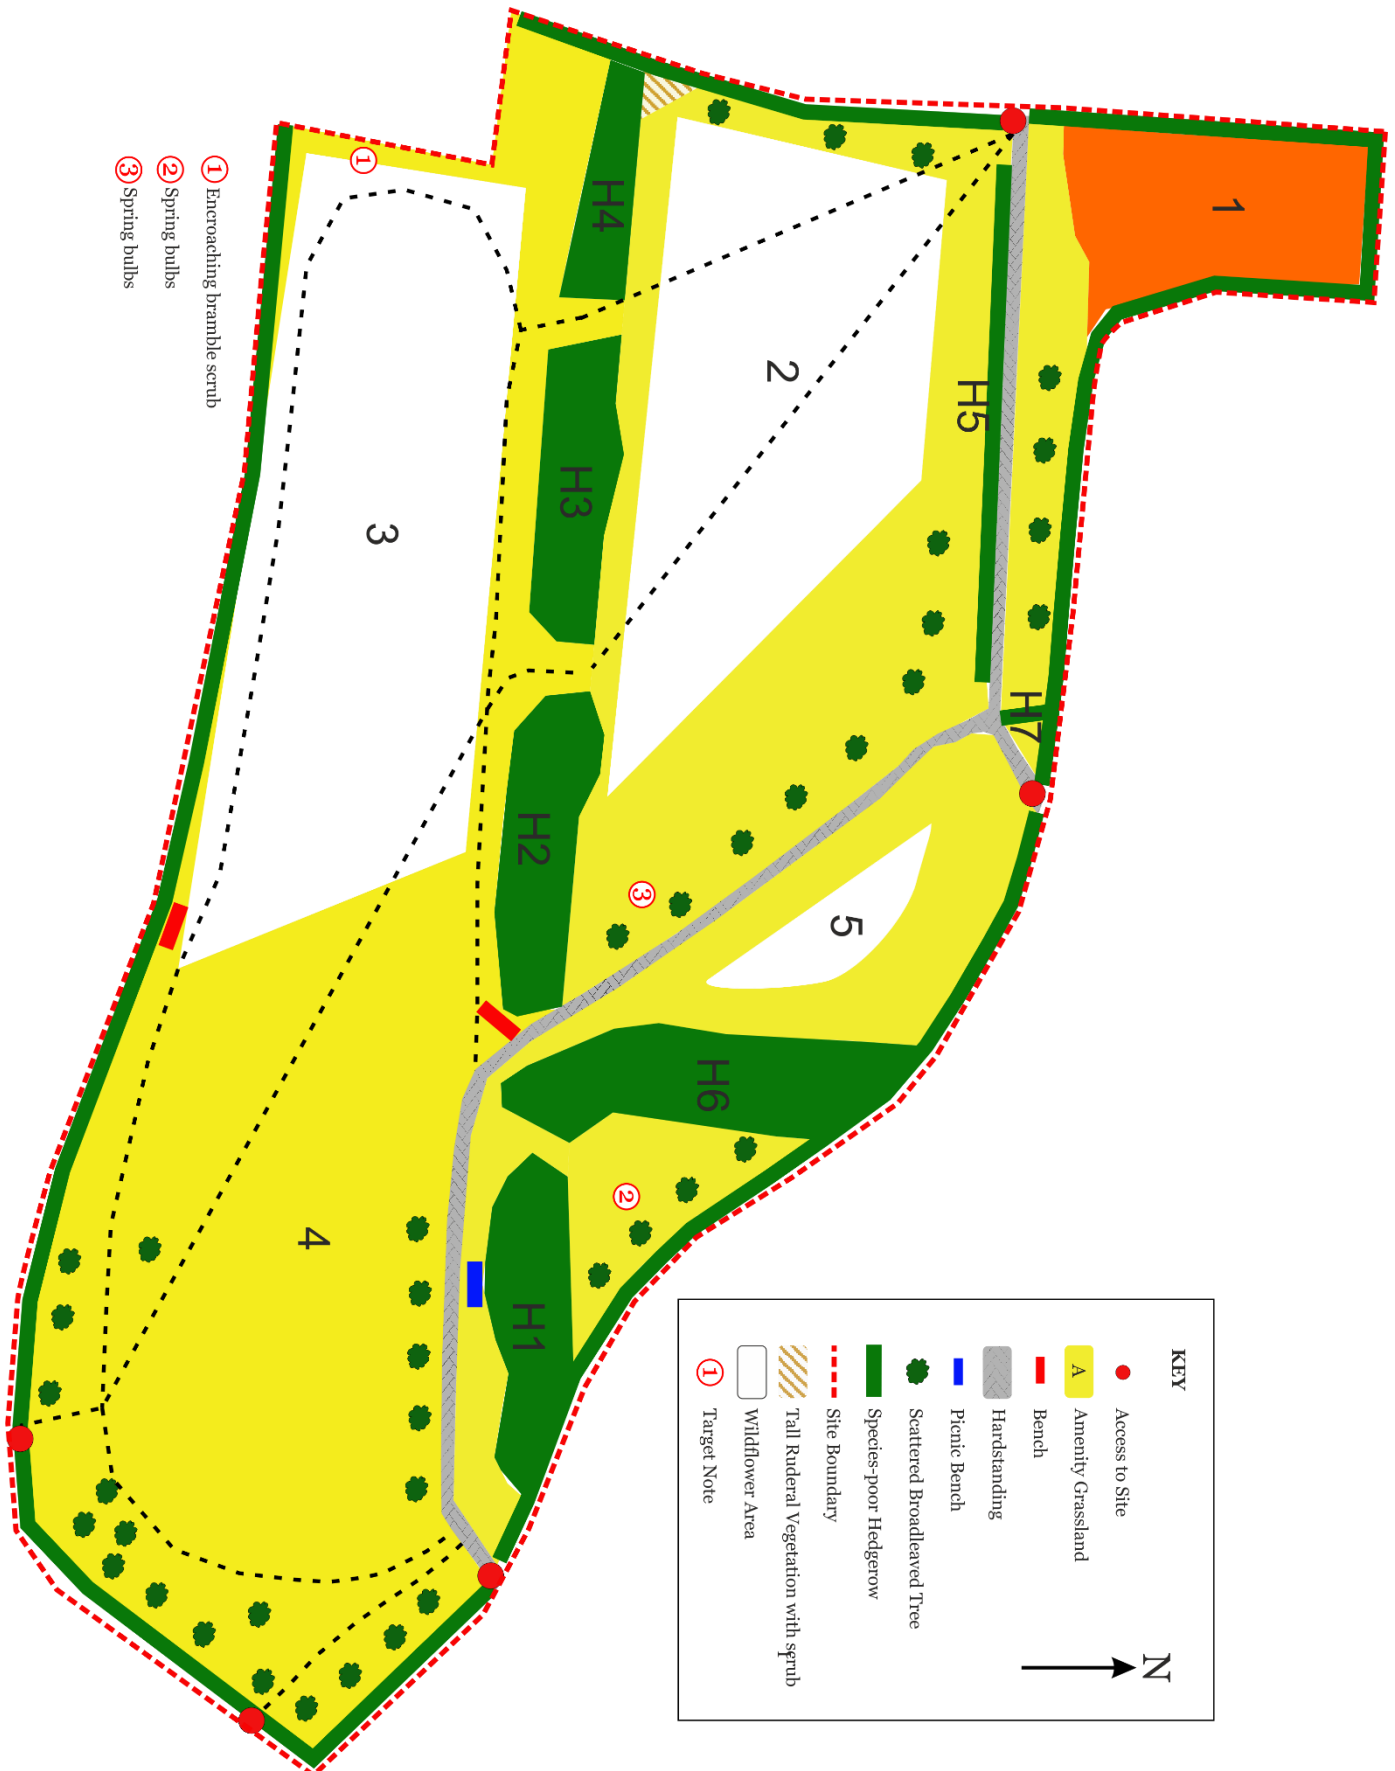 1
H4
2
H5
H3
3
H7
H2
5
H6
4
H1
1
3
2
1 Encroaching bramble scrub
2 Spring bulbs
3 Spring bulbs
KEY
Access to Site
A Amenity Grassland
Bench
Hardstanding
Picnic Bench
Scattered Broadleaved Tree
Species-poor Hedgerow
Site Boundary
Tall Ruderal Vegetation with scrub
Wildflower Area
1 Target Note
N